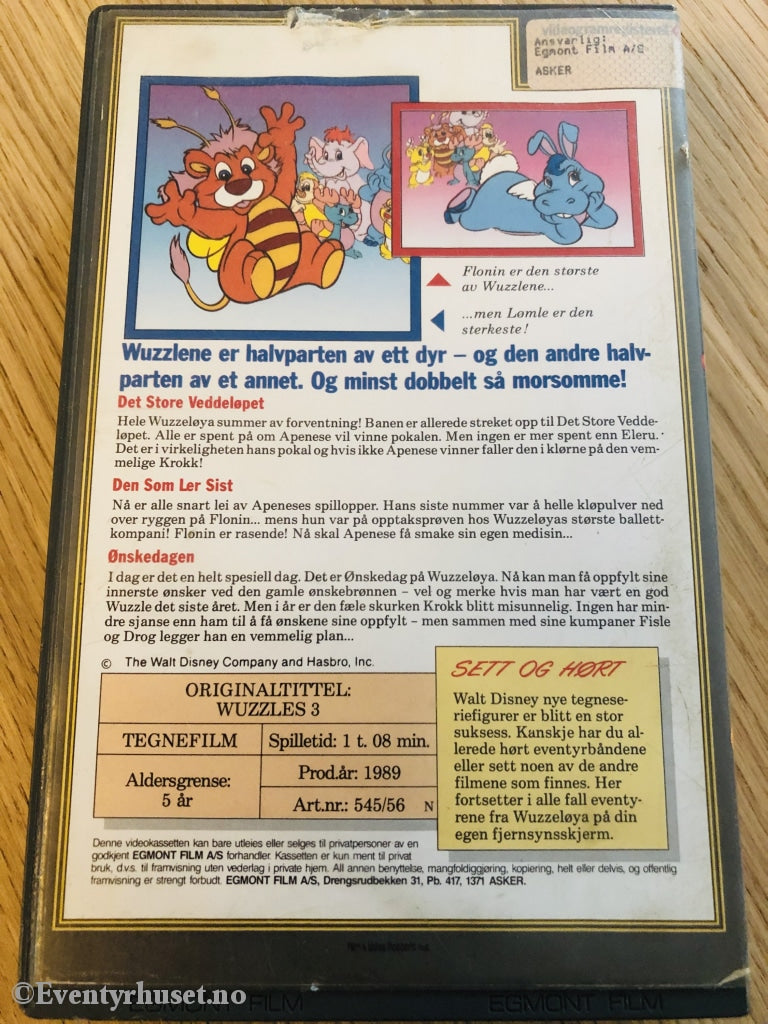 videogramregisteret
Ansvarlig:
Egmont Film A/S
ASKER
Flonin er den største
av Wuzzlene...
...men Lømle er den
sterkeste!
Wuzzlene er halvparten av ett dyr – og den andre halv-
parten av et annet. Og minst dobbelt så morsomme!
Det Store Veddeløpet
Hele Wuzzeløya summer av forventning! Banen er allerede streket opp til Det Store Vedde-
løpet. Alle er spent på om Apenese vil vinne pokalen. Men ingen er mer spent enn Eleru.
Det er i virkeligheten hans pokal og hvis ikke Apenese vinner faller den i klørne på den vem-
melige Krokk!
Den Som Ler Sist
Nå er alle snart lei av Apeneses spillopper. Hans siste nummer var å helle kløpulver ned
over ryggen på Flonin... mens hun var på opptaksprøven hos Wuzzeløyas største ballett-
kompani! Flonin er rasende! Nå skal Apenese få smake sin egen medisin...
Ønskedagen
I dag er det en helt spesiell dag. Det er Ønskedag på Wuzzeløya. Nå kan man få oppfylt sine
innerste ønsker ved den gamle ønskebrønnen – vel og merke hvis man har vært en god
Wuzzle det siste året. Men i år er den fæle skurken Krokk blitt misunnelig. Ingen har min-
dre sjanse enn ham til å få ønskene sine oppfylt – men sammen med sine kumpaner Fisle
og Drog legger han en vemmelig plan...
© The Walt Disney Company and Hasbro, Inc.
ORIGINALTITTEL:
WUZZLES 3
TEGNEFILM
Spilletid: 1 t. 08 min.
Aldersgrense:
5 år
Prod.år: 1989
Art.nr.: 545/56 N
SETT OG HØRT
Walt Disney nye tegnese-
riefigurer er blitt en stor
suksess. Kanskje har du al-
lerede hørt eventyrbåndene
eller sett noen av de andre
filmene som finnes. Her
fortsetter i alle fall eventy-
rene fra Wuzzeløya på din
egen fjernsynsskjerm.
Denne videokassetten kan bare utleies eller selges til privatpersoner av en
godkjent EGMONT FILM A/S forhandler. Kassetten er kun ment til privat
bruk, d.v.s. til framvisning uten vederlag i private hjem. All annen benyttelse, mangfoldiggjøring, kopiering, helt eller delvis, og offentlig
framvisning er strengt forbudt. EGMONT FILM A/S, Drengsrudbekken 31, Pb. 417, 1371 ASKER.
EGMONT FILM
EGMONT FILM
©Eventyrhuset.no